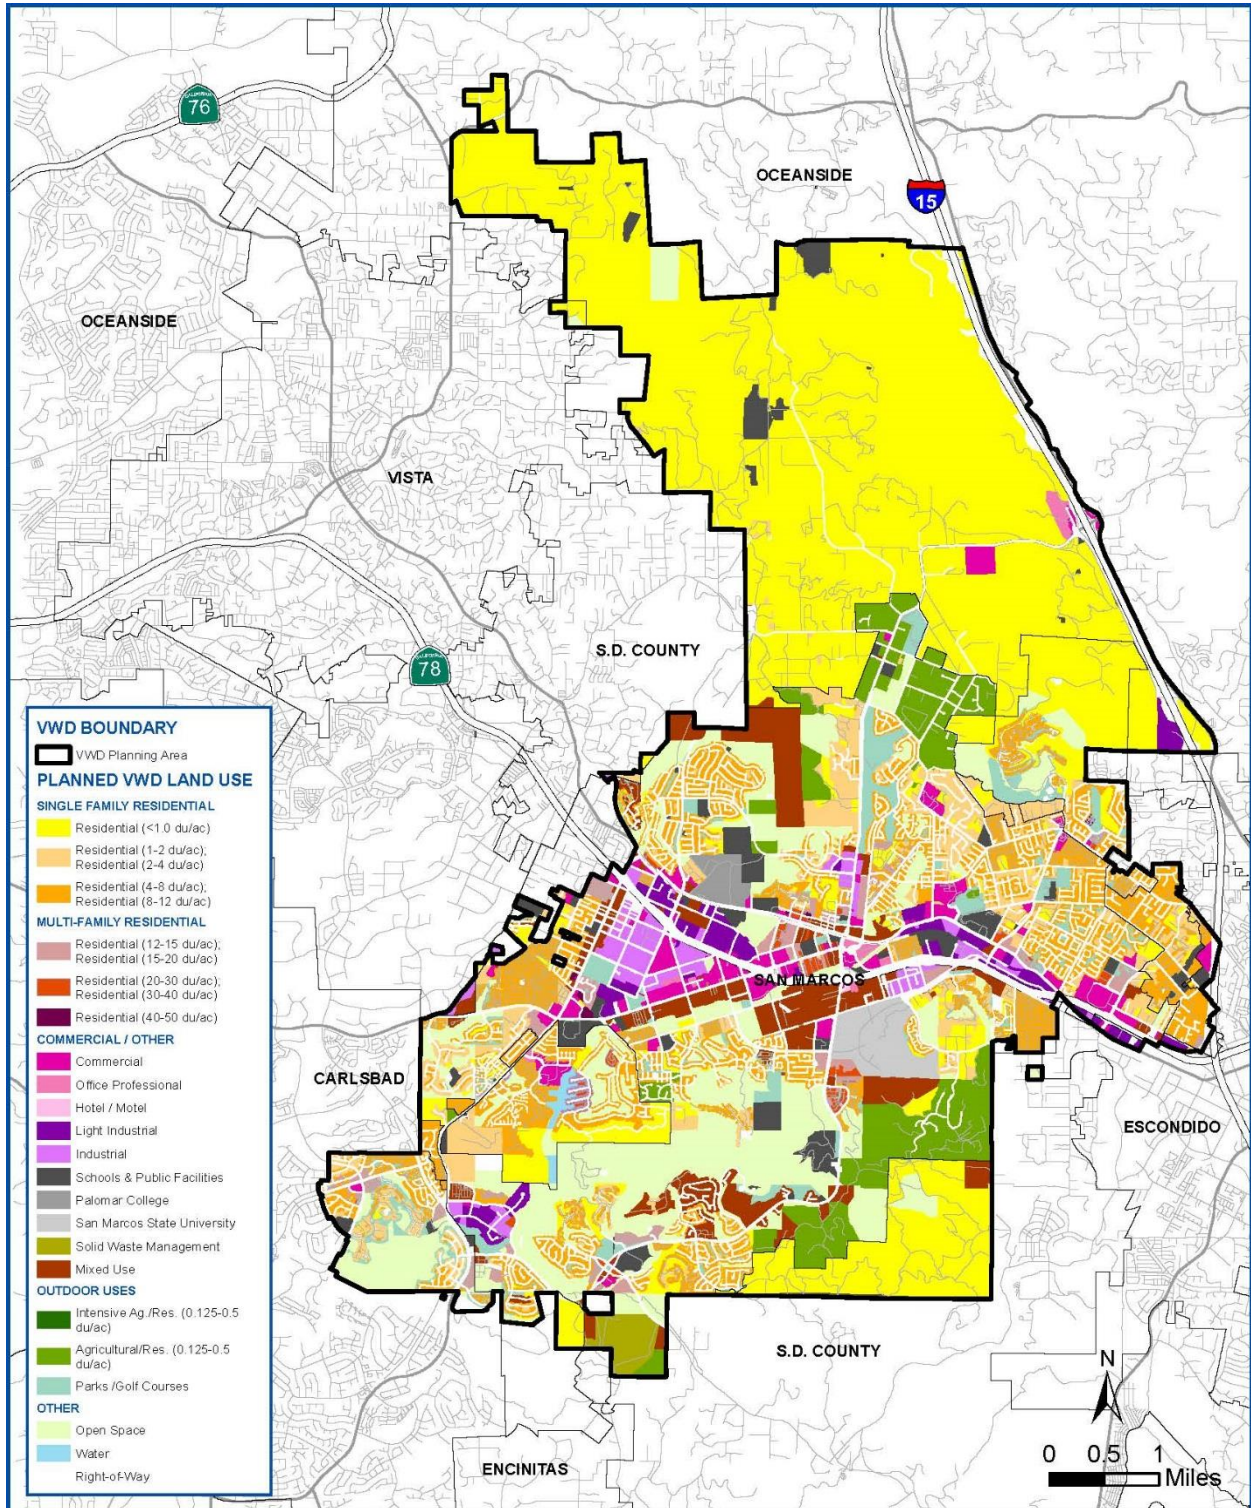 CALIFORNIA
76
OCEANSIDE
15
OCEANSIDE
VISTA
S.D. COUNTY
CALIFORNIA
78
VWD BOUNDARY
VWD Planning Area
PLANNED VWD LAND USE
SINGLE FAMILY RESIDENTIAL
Residential (<1.0 du/ac)
Residential (1-2 du/ac);
Residential (2-4 du/ac)
Residential (4-8 du/ac);
Residential (8-12 du/ac)
MULTI-FAMILY RESIDENTIAL
Residential (12-15 du/ac);
Residential (15-20 du/ac)
Residential (20-30 du/ac);
Residential (30-40 du/ac)
Residential (40-50 du/ac)
COMMERCIAL / OTHER
Commercial
Office Professional
Hotel / Motel
Light Industrial
Industrial
Schools & Public Facilities
Palomar College
San Marcos State University
Solid Waste Management
Mixed Use
OUTDOOR USES
Intensive Ag./Res. (0.125-0.5
du/ac)
Agricultural/Res. (0.125-0.5
du/ac)
Parks /Golf Courses
OTHER
Open Space
Water
Right-of-Way
SAN MARCOS
CARLSBAD
ESCONDIDO
S.D. COUNTY
ENCINITAS
N
0 0.5 1
Miles